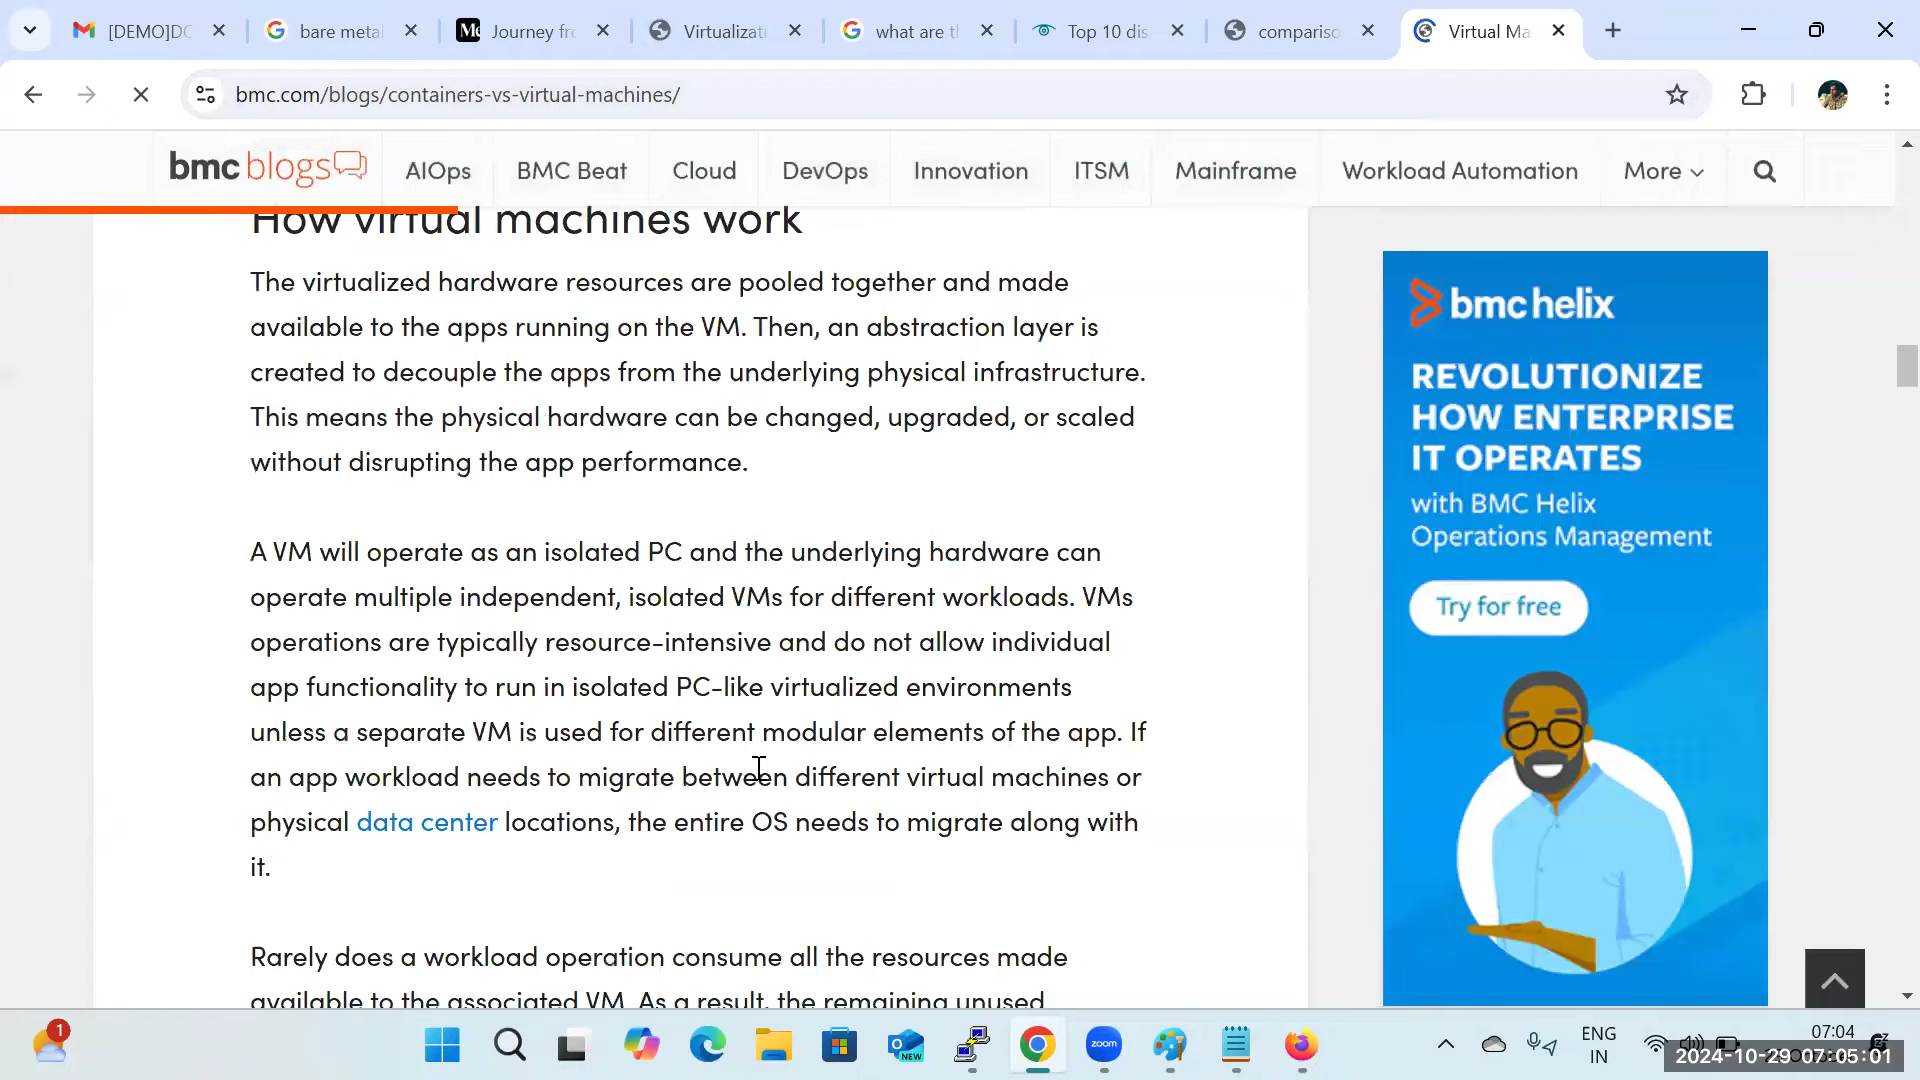 [DEMO]DC
bare meta
Journey fr
Virtualizat
what are t
Top 10 dis
compariso
Virtual Ma
bmc.com/blogs/containers-vs-virtual-machines/
bmc blogs
AIOps
BMC Beat
Cloud
DevOps
Innovation
ITSM
Mainframe
Workload Automation
More
How virtual machines work
The virtualized hardware resources are pooled together and made
available to the apps running on the VM. Then, an abstraction layer is
created to decouple the apps from the underlying physical infrastructure.
This means the physical hardware can be changed, upgraded, or scaled
without disrupting the app performance.
A VM will operate as an isolated PC and the underlying hardware can
operate multiple independent, isolated VMs for different workloads. VMs
operations are typically resource-intensive and do not allow individual
app functionality to run in isolated PC-like virtualized environments
unless a separate VM is used for different modular elements of the app. If
an app workload needs to migrate between different virtual machines or
physical data center locations, the entire OS needs to migrate along with
it.
Rarely does a workload operation consume all the resources made
available to the associated VM. As a result, the remaining unused
bmc helix
REVOLUTIONIZE
HOW ENTERPRISE
IT OPERATES
with BMC Helix
Operations Management
Try for free
1
NEW
zoom
ENG
IN
07:04
2024-10-29 07:05:01